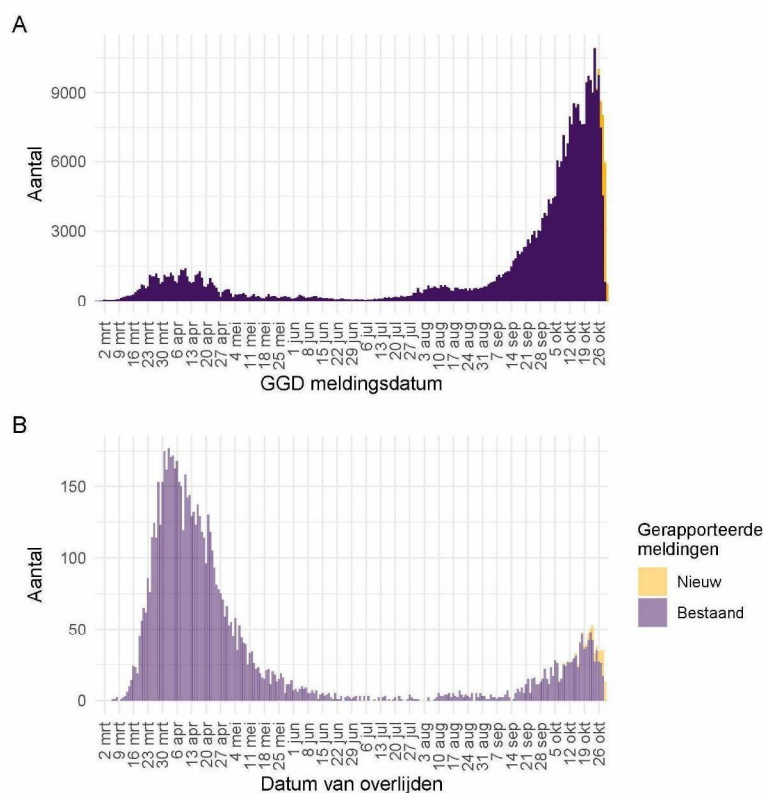 A
Aantal
9000
6000
3000
0
2 mrt
9 mrt
16 mrt
23 mrt
30 mrt
6 apr
13 apr
20 apr
27 apr
4 mei
11 mei
18 mei
25 mei
1 jun
8 jun
15 jun
22 jun
29 jun
6 jul
13 jul
20 jul
27 jul
3 aug
10 aug
17 aug
24 aug
31 aug
7 sep
14 sep
21 sep
28 sep
5 okt
12 okt
19 okt
26 okt
GGD meldingsdatum
B
Aantal
150
100
50
0
2 mrt
9 mrt
16 mrt
23 mrt
30 mrt
6 apr
13 apr
20 apr
27 apr
4 mei
11 mei
18 mei
25 mei
1 jun
8 jun
15 jun
22 jun
29 jun
6 jul
13 jul
20 jul
27 jul
3 aug
10 aug
17 aug
24 aug
31 aug
7 sep
14 sep
21 sep
28 sep
5 okt
12 okt
19 okt
26 okt
Datum van overlijden
Gerapporteerde
meldingen
Nieuw
Bestaand